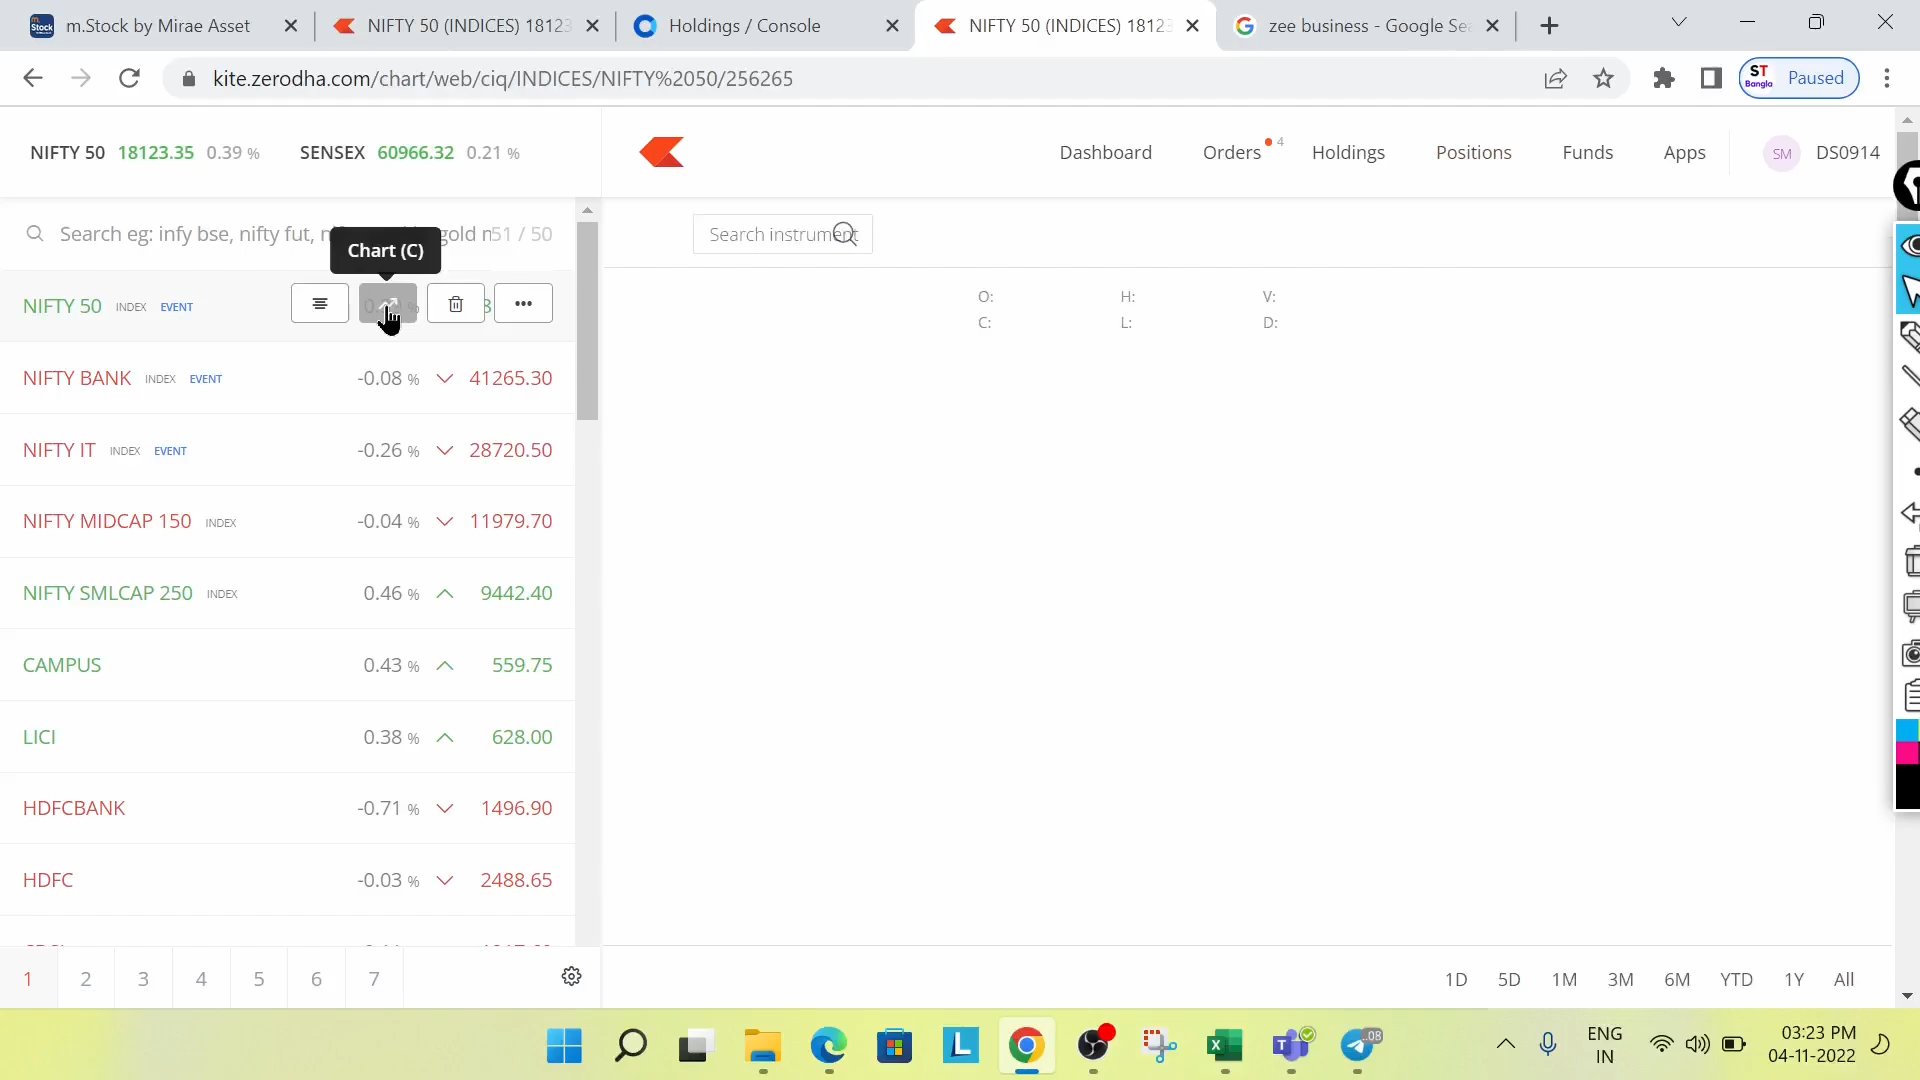 m.Stock by Mirae Asset
NIFTY 50 (INDICES) 18123
Holdings / Console
NIFTY 50 (INDICES) 18123
zee business - Google Sea
kite.zerodha.com/chart/web/ciq/INDICES/NIFTY%2050/256265
ST
Bangla
Paused
NIFTY 50 18123.35 0.39 %
SENSEX 60966.32 0.21 %
Dashboard
Orders 4
Holdings
Positions
Funds
Apps
SM DS0914
Search eg: infy bse, nifty fut, gold 51 / 50
Chart (C)
Search instrument
NIFTY 50 INDEX EVENT
NIFTY BANK INDEX EVENT -0.08 % 41265.30
NIFTY IT INDEX EVENT -0.26 % 28720.50
NIFTY MIDCAP 150 INDEX -0.04 % 11979.70
NIFTY SMLCAP 250 INDEX 0.46 % 9442.40
CAMPUS 0.43 % 559.75
LICI 0.38 % 628.00
HDFCBANK -0.71 % 1496.90
HDFC -0.03 % 2488.65
O: H: V:
C: L: D:
1 2 3 4 5 6 7
1D 5D 1M 3M 6M YTD 1Y All
ENG
IN
03:23 PM
04-11-2022